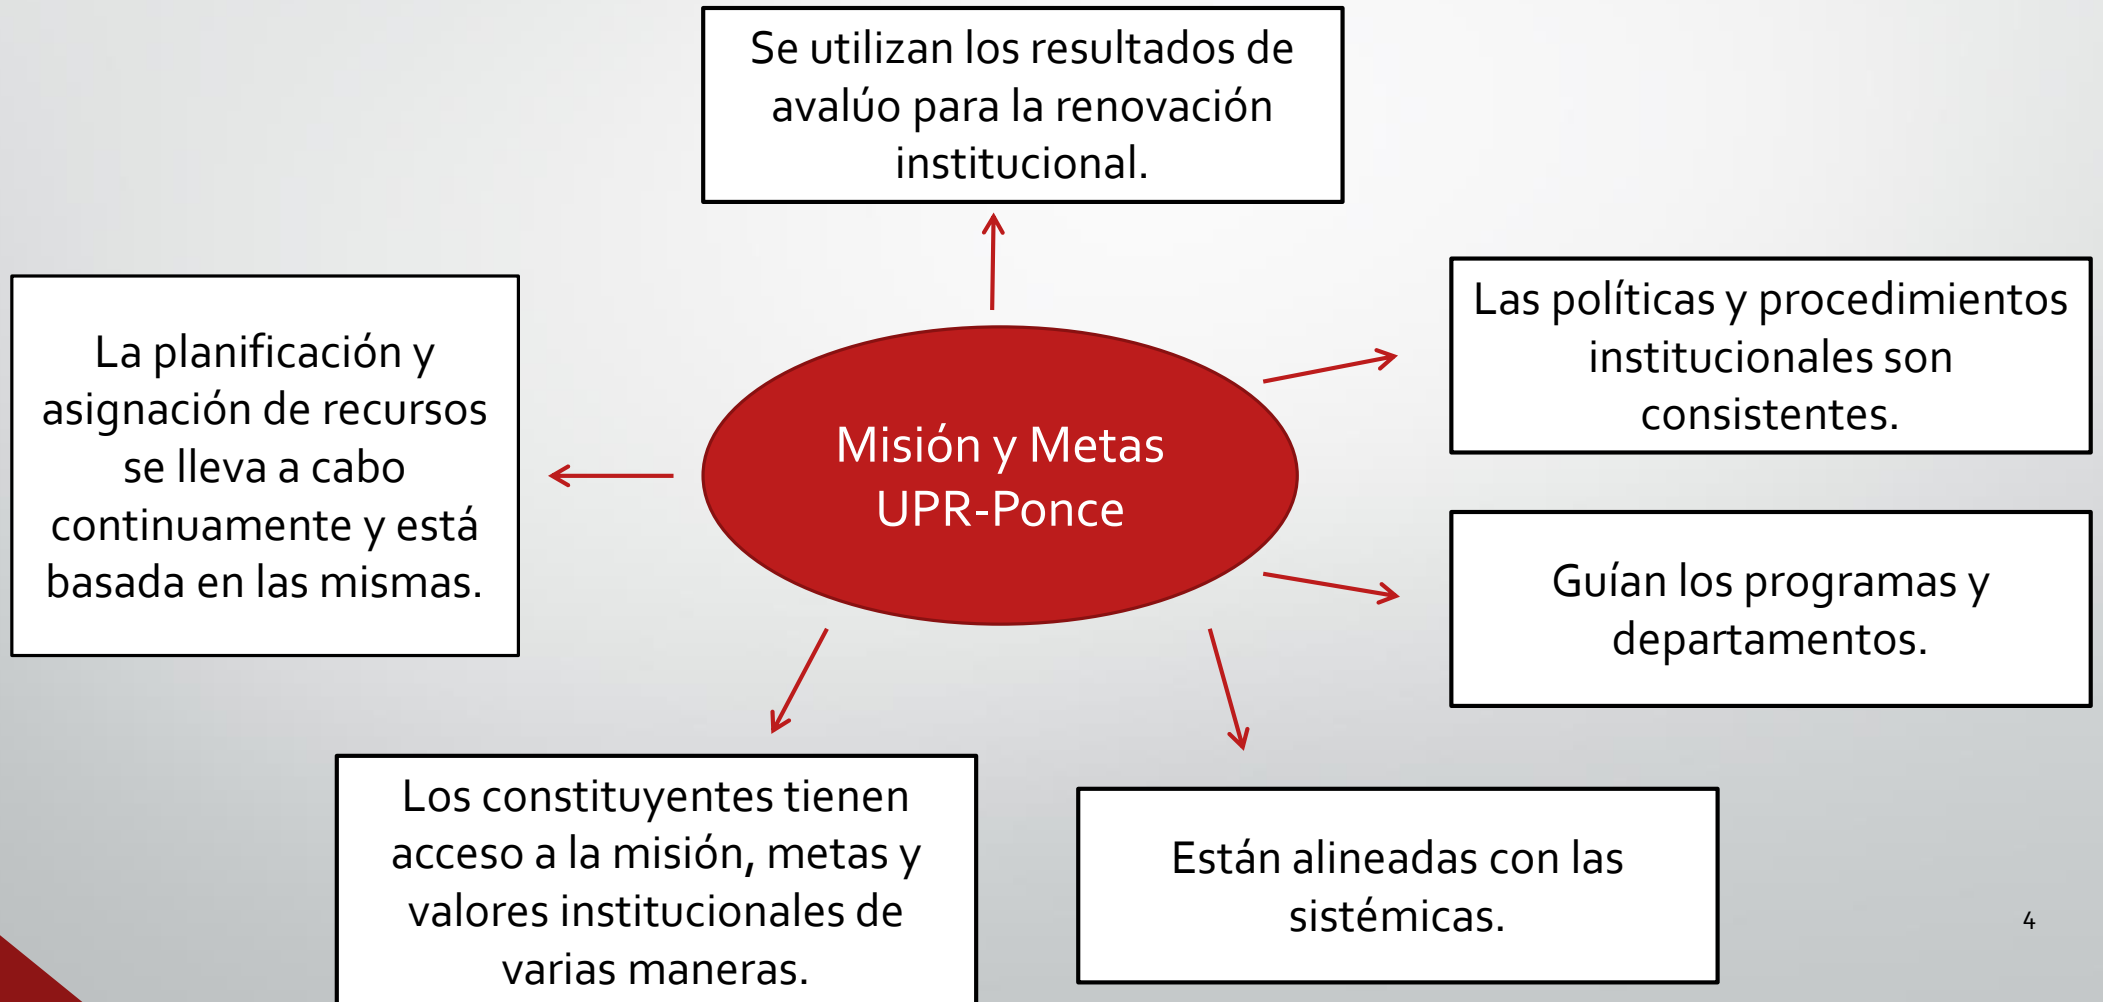 Se utilizan los resultados de
avalúo para la renovación
institucional.
La planificación y
asignación de recursos
se lleva a cabo
continuamente y está
basada en las mismas.
Misión y Metas
UPR-Ponce
Las políticas y procedimientos
institucionales son
consistentes.
Guían los programas y
departamentos.
Los constituyentes tienen
acceso a la misión, metas y
valores institucionales de
varias maneras.
Están alineadas con las
sistémicas.
4